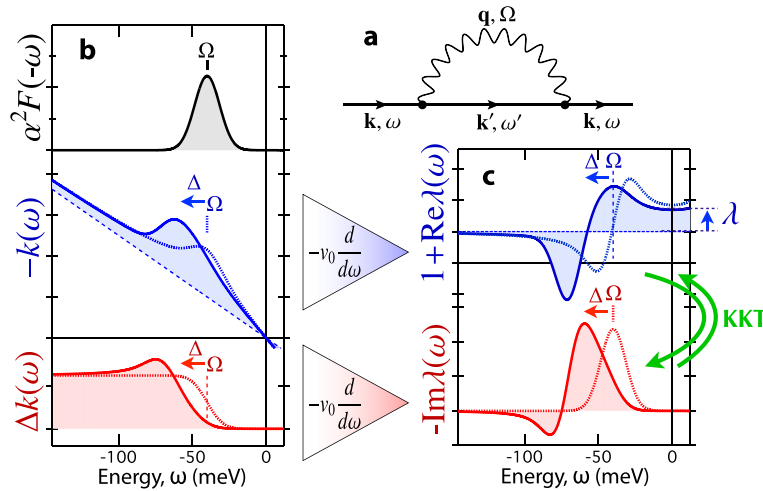 b
Ω
α²F(-ω)
Δ
Ω
−k(ω)
Δ
Ω
Δk(ω)
-100
-50
0
Energy, ω (meV)
a
q, Ω
k, ω
k′, ω′
k, ω
−v₀ d/dω
−v₀ d/dω
c
Δ Ω
1+Reλ(ω)
λ
KKT
Δ Ω
-Imλ(ω)
-100
-50
0
Energy, ω (meV)